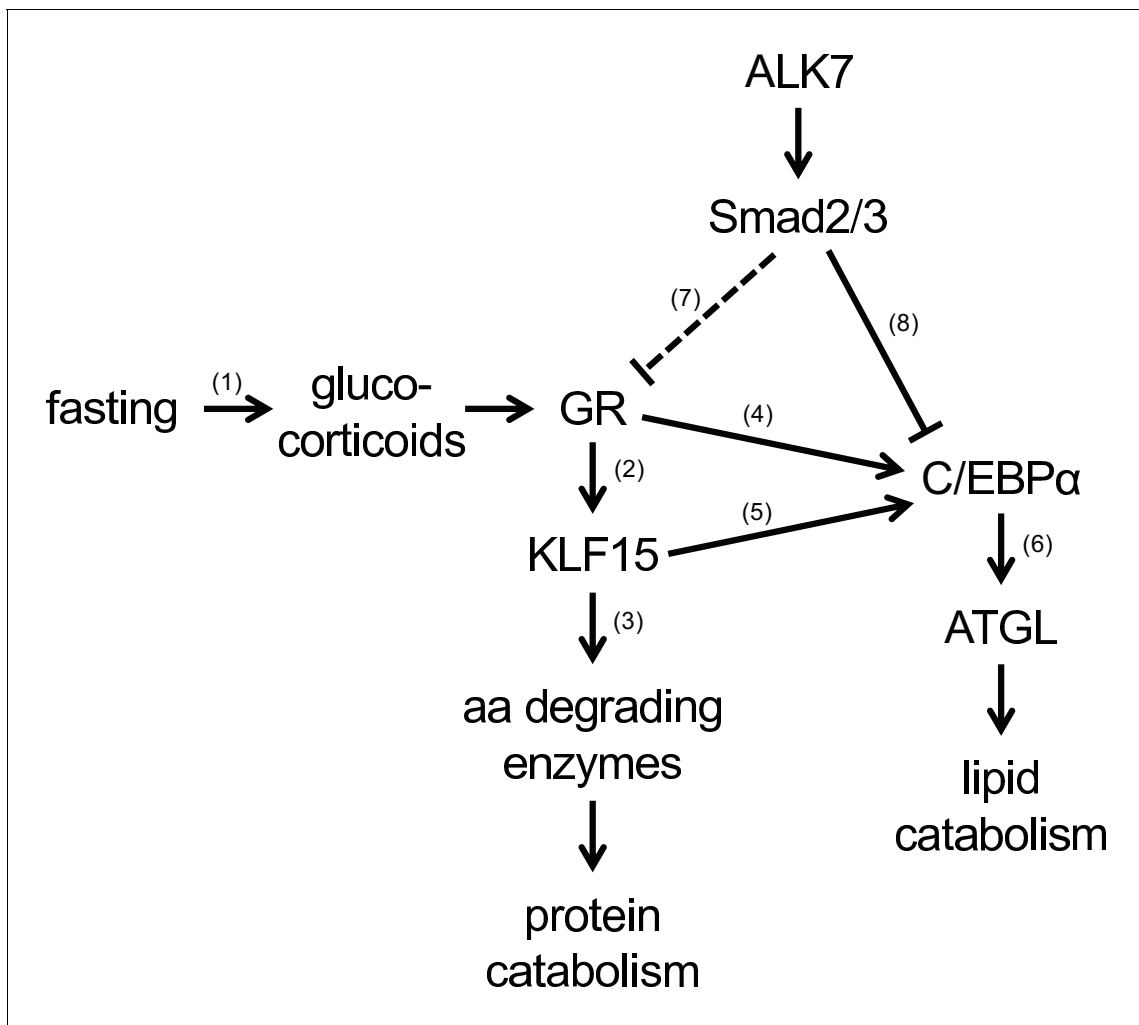 ALK7
Smad2/3
(7)
(8)
fasting
(1)
gluco-
corticoids
GR
(4)
(2)
C/EBPα
(5)
KLF15
(6)
(3)
ATGL
aa degrading
enzymes
lipid
catabolism
protein
catabolism